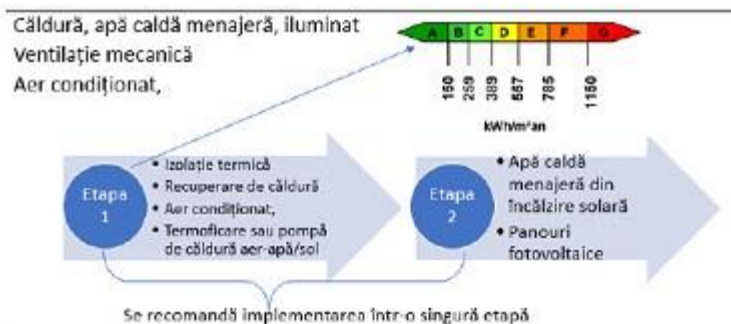 Căldură, apă caldă menajeră, iluminat
Ventilație mecanică
Aer condiționat,
A B C D E F G
150 259 389 557 785 1150
kWh/m²an
Etapa
1
• Izolație termică
• Recuperare de căldură
• Aer condiționat,
• Termoficare sau pompă
de căldură aer-apă/sol
Etapa
2
• Apă caldă
menajeră din
încălzire solară
• Panouri
fotovoltaice
Se recomandă implementarea într-o singură etapă